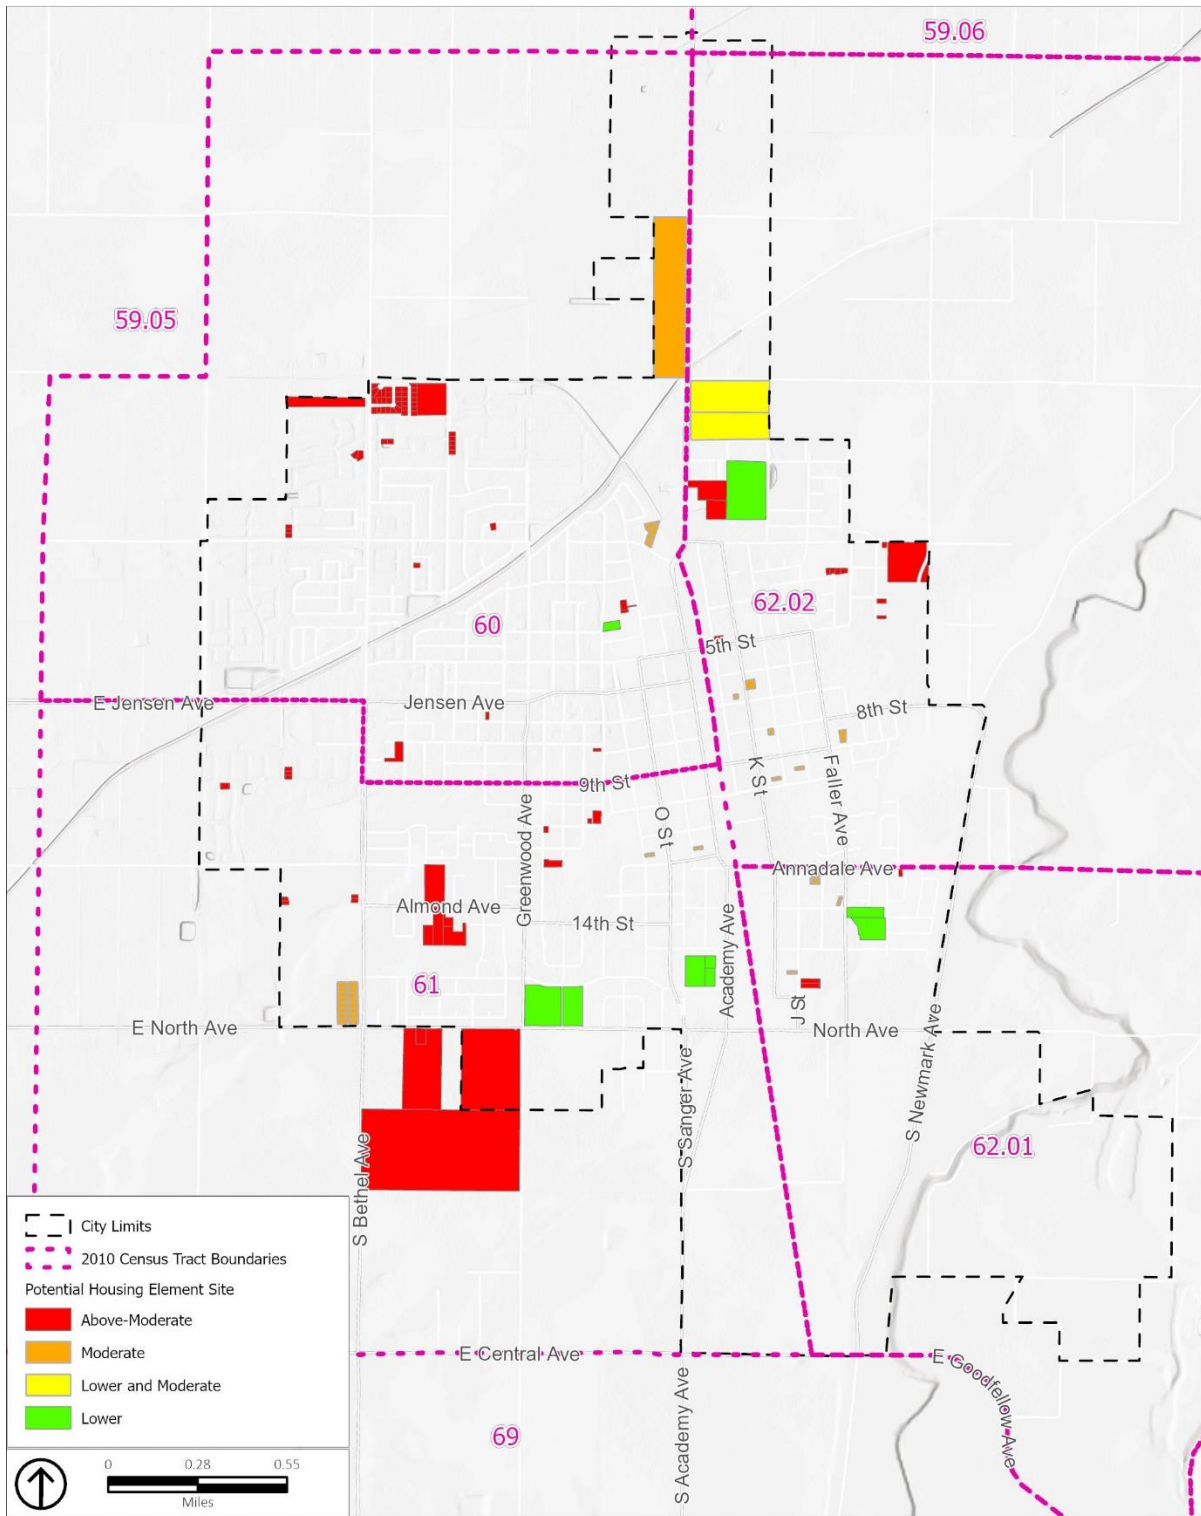 59.06
59.05
60
62.02
5th St
E Jensen Ave
Jensen Ave
8th St
9th St
K St
Faller Ave
O St
Greenwood Ave
Annadale Ave
Almond Ave
14th St
Academy Ave
61
J St
E North Ave
North Ave
S Newmark Ave
S Sanger Ave
62.01
S Bethel Ave
E Central Ave
E Goodfellow Ave
S Academy Ave
69
City Limits
2010 Census Tract Boundaries
Potential Housing Element Site
Above-Moderate
Moderate
Lower and Moderate
Lower
0 0.28 0.55
Miles